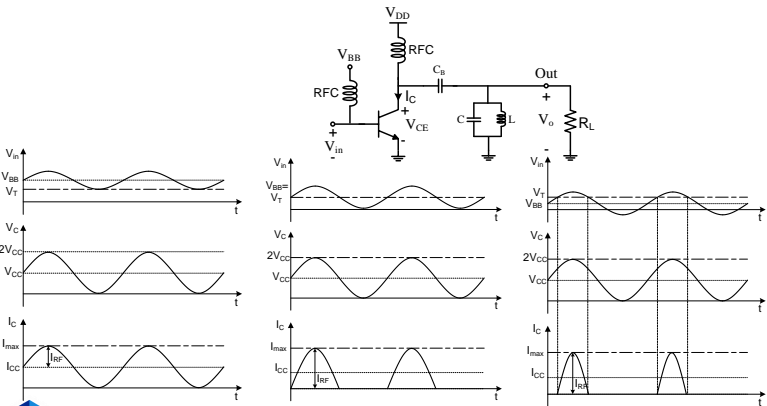 V_DD
RFC
V_BB
RFC
C_B
Out
I_C
+
+
V_CE
C
L
V_o
R_L
+
V_in
-
-
-
V_in
V_BB
V_T
t
V_C
2V_CC
V_CC
t
I_C
I_max
I_RF
I_CC
t
V_in
V_BB=
V_T
t
V_C
2V_CC
V_CC
t
I_C
I_max
I_CC
I_RF
t
V_in
V_T
V_BB
t
V_C
2V_CC
V_CC
t
I_C
I_max
I_CC
I_RF
t